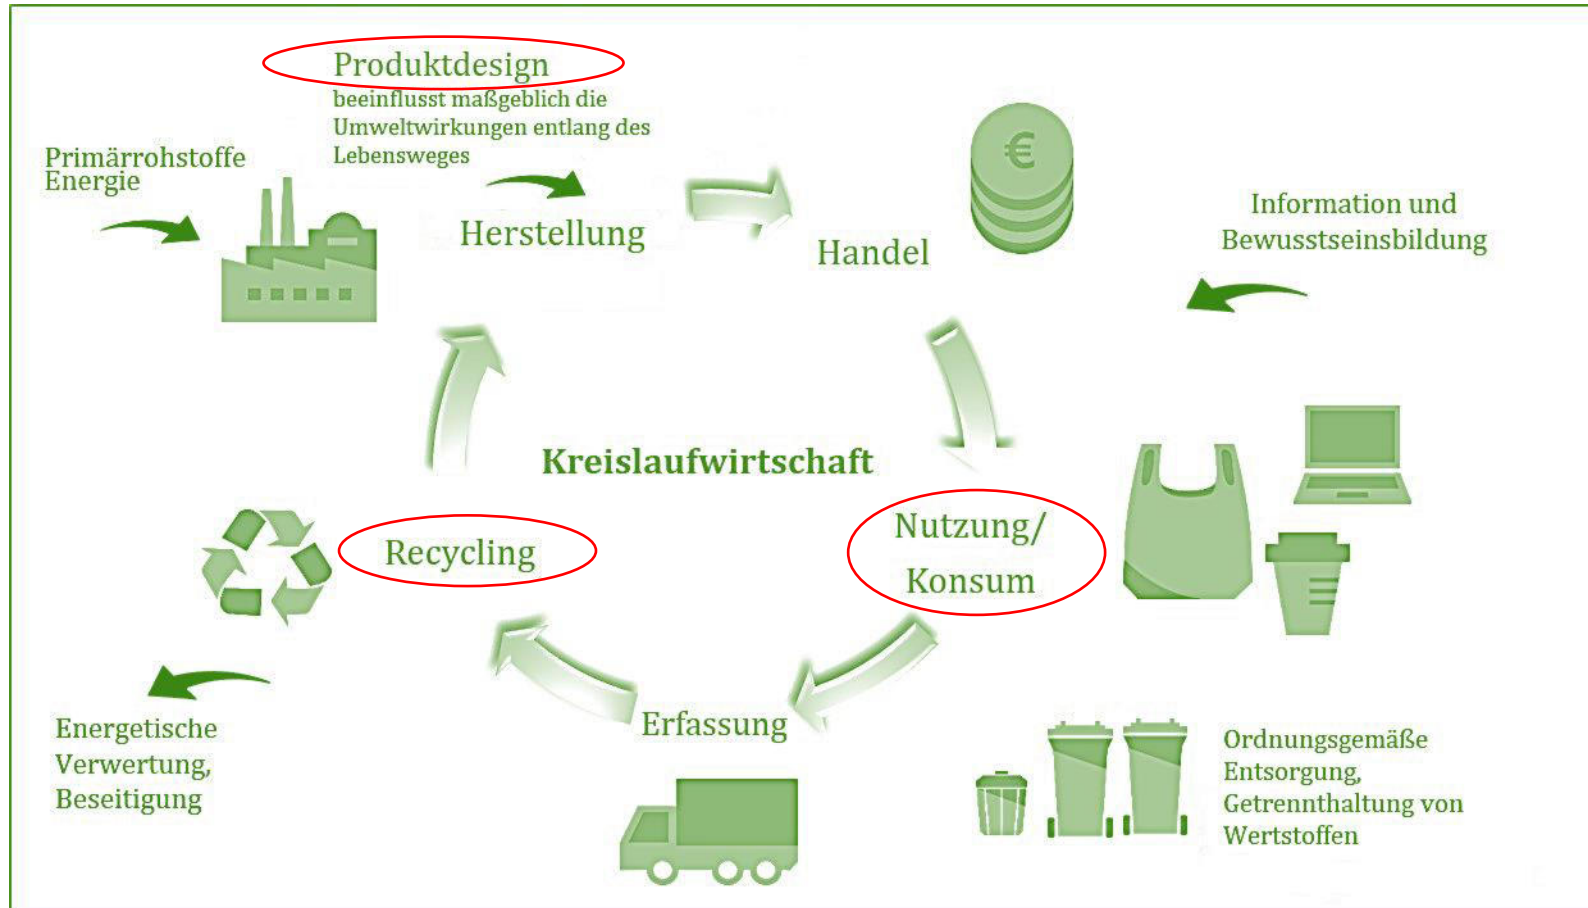 Produktdesign
beeinflusst maßgeblich die
Umweltwirkungen entlang des
Lebensweges
Primärrohstoffe
Energie
Herstellung
Handel
€
Information und
Bewusstseinsbildung
Kreislaufwirtschaft
Nutzung/
Konsum
Recycling
Erfassung
Energetische
Verwertung,
Beseitigung
Ordnungsgemäße
Entsorgung,
Getrennthaltung von
Wertstoffen